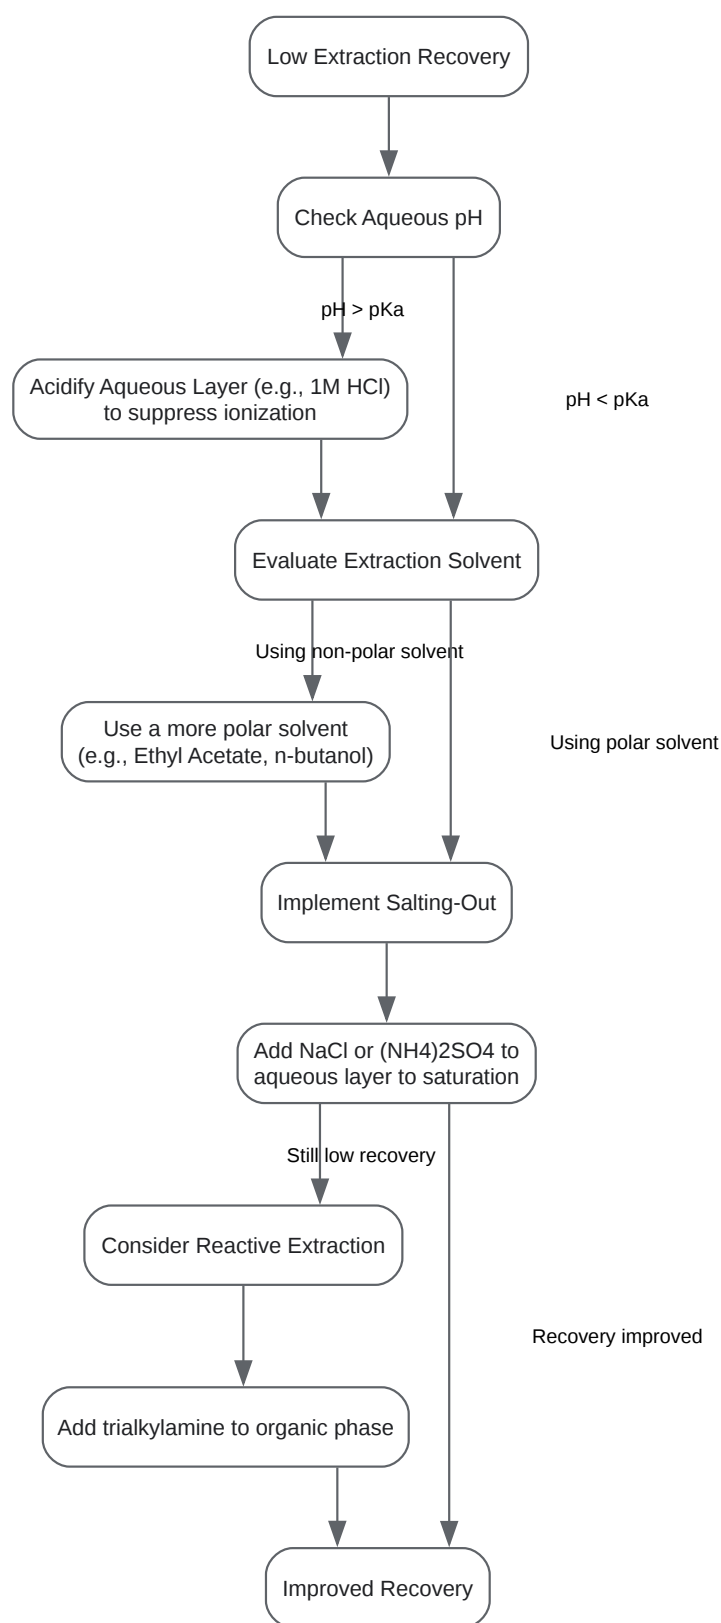 Low Extraction Recovery
Check Aqueous pH
pH > pKa
Acidify Aqueous Layer (e.g., 1M HCl)
to suppress ionization
pH < pKa
Evaluate Extraction Solvent
Using non-polar solvent
Use a more polar solvent
(e.g., Ethyl Acetate, n-butanol)
Using polar solvent
Implement Salting-Out
Add NaCl or (NH4)2SO4 to
aqueous layer to saturation
Still low recovery
Consider Reactive Extraction
Recovery improved
Add trialkylamine to organic phase
Improved Recovery